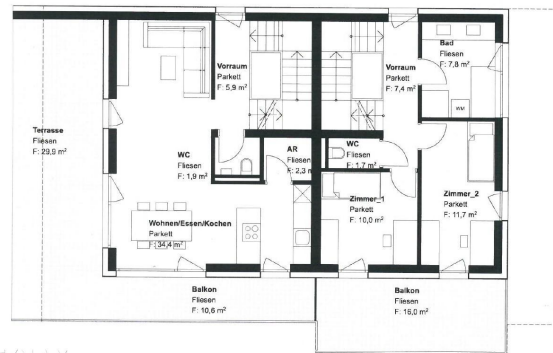 Bad
Fliesen
F: 7,8 m²
Vorraum
Parkett
F: 5,9 m²
Vorraum
Parkett
F: 7,4 m²
WM
Terrasse
Fliesen
F: 29,9 m²
WC
Fliesen
F: 1,9 m²
AR
Fliesen
F: 2,3 m
WC
Fliesen
F: 1,7 m²
Zimmer_1
Parkett
F: 10,0 m²
Zimmer_2
Parkett
F: 11,7 m²
Wohnen/Essen/Kochen
Parkett
F: 34,4 m²
Balkon
Fliesen
F: 10,6 m²
Balkon
Fliesen
F: 16,0 m²